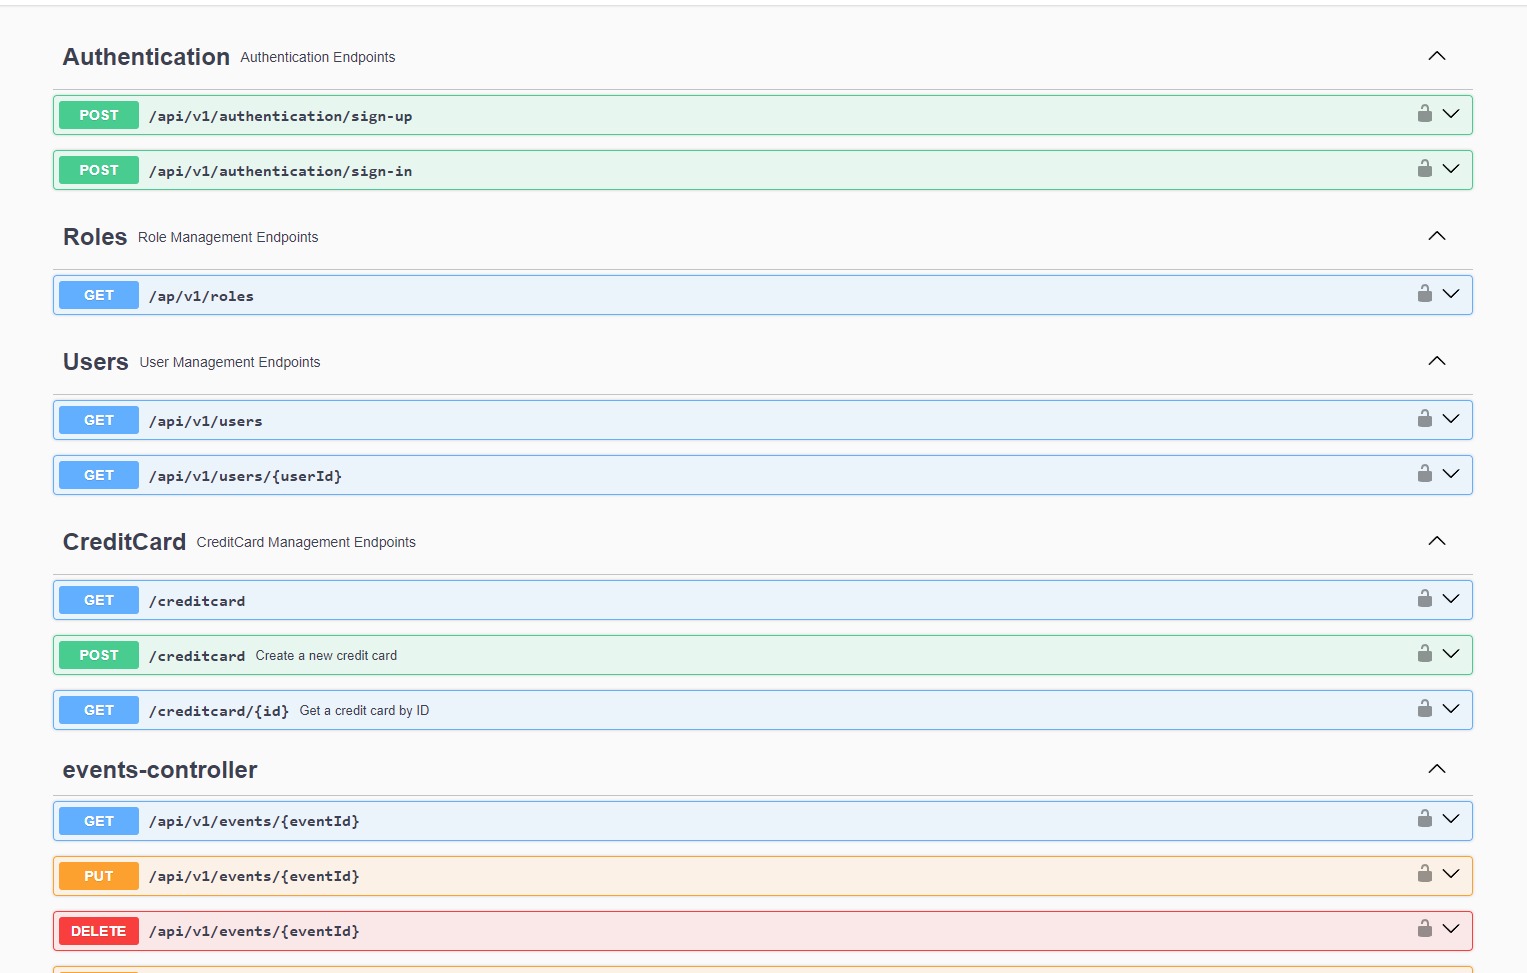 Authentication Authentication Endpoints
POST /api/v1/authentication/sign-up
POST /api/v1/authentication/sign-in
Roles Role Management Endpoints
GET /ap/v1/roles
Users User Management Endpoints
GET /api/v1/users
GET /api/v1/users/{userId}
CreditCard CreditCard Management Endpoints
GET /creditcard
POST /creditcard Create a new credit card
GET /creditcard/{id} Get a credit card by ID
events-controller
GET /api/v1/events/{eventId}
PUT /api/v1/events/{eventId}
DELETE /api/v1/events/{eventId}